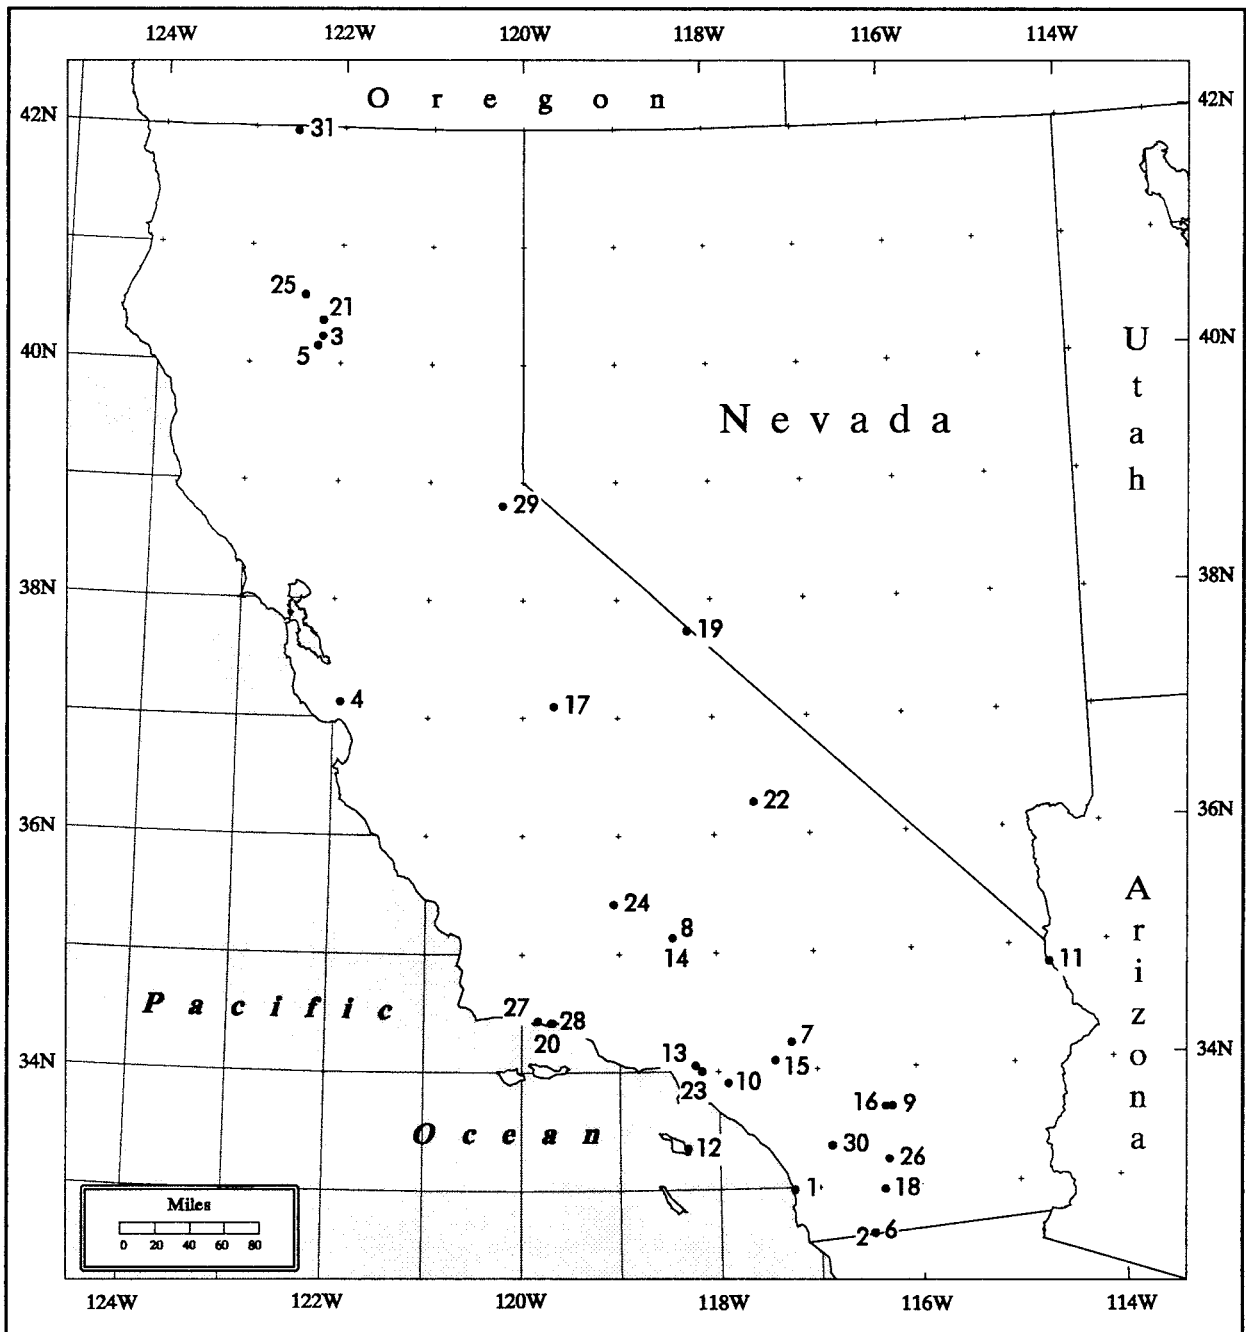 124W 122W 120W 118W 116W 114W
O r e g o n
42N 42N
31
25
21
3
5
40N 40N
U t a h
N e v a d a
29
38N 38N
19
4
17
22
36N 36N
A r i z o n a
24
8
14
11
P a c i f i c
27
28
20
34N 34N
13
7
15
23
10
16 9
O c e a n
12
30
26
18
1
2 6
Miles
0 20 40 60 80
124W 122W 120W 118W 116W 114W